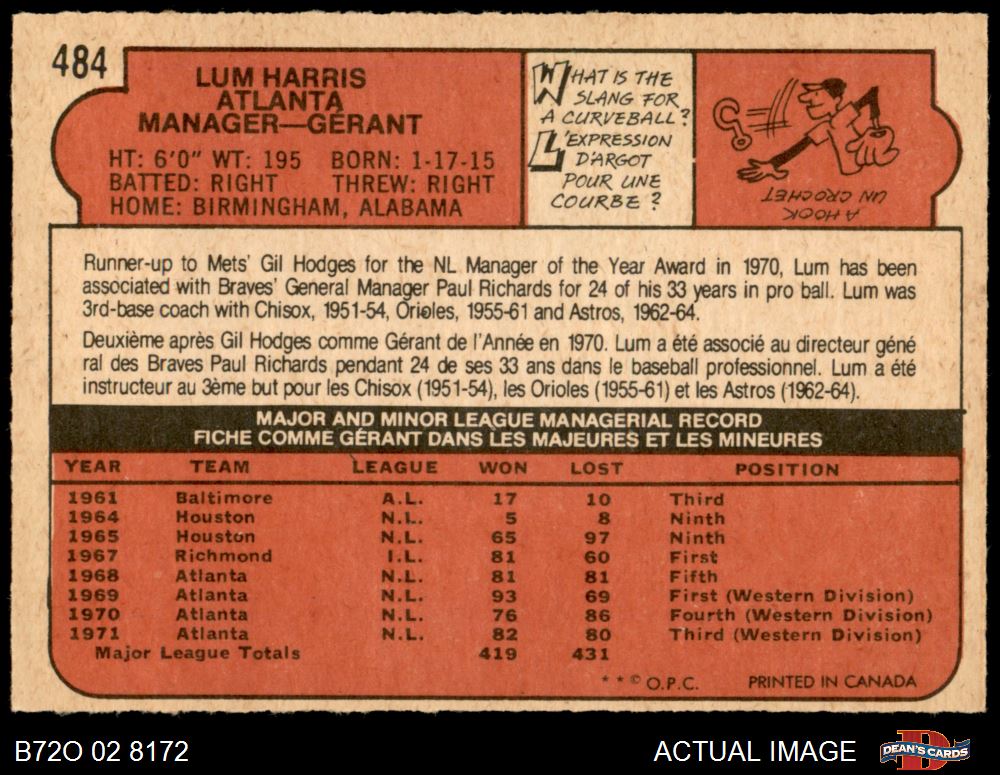 484
LUM HARRIS
ATLANTA
MANAGER—GÉRANT
HT: 6'0" WT: 195 BORN: 1-17-15
BATTED: RIGHT THREW: RIGHT
HOME: BIRMINGHAM, ALABAMA
WHAT IS THE
SLANG FOR
A CURVEBALL?
L'EXPRESSION
D'ARGOT
POUR UNE
COURBE ?
A HOOK
UN CROCHET
Runner-up to Mets' Gil Hodges for the NL Manager of the Year Award in 1970, Lum has been
associated with Braves' General Manager Paul Richards for 24 of his 33 years in pro ball. Lum was
3rd-base coach with Chisox, 1951-54, Orioles, 1955-61 and Astros, 1962-64.
Deuxième après Gil Hodges comme Gérant de l'Année en 1970. Lum a été associé au directeur géné
ral des Braves Paul Richards pendant 24 de ses 33 ans dans le baseball professionnel. Lum a été
instructeur au 3ème but pour les Chisox (1951-54), les Orioles (1955-61) et les Astros (1962-64).
MAJOR AND MINOR LEAGUE MANAGERIAL RECORD
FICHE COMME GÉRANT DANS LES MAJEURES ET LES MINEURES
YEAR TEAM LEAGUE WON LOST POSITION
1961 Baltimore A.L. 17 10 Third
1964 Houston N.L. 5 8 Ninth
1965 Houston N.L. 65 97 Ninth
1967 Richmond I.L. 81 60 First
1968 Atlanta N.L. 81 81 Fifth
1969 Atlanta N.L. 93 69 First (Western Division)
1970 Atlanta N.L. 76 86 Fourth (Western Division)
1971 Atlanta N.L. 82 80 Third (Western Division)
Major League Totals 419 431
* * © O.P.C. PRINTED IN CANADA
B72O 02 8172 ACTUAL IMAGE DEAN'S CARDS